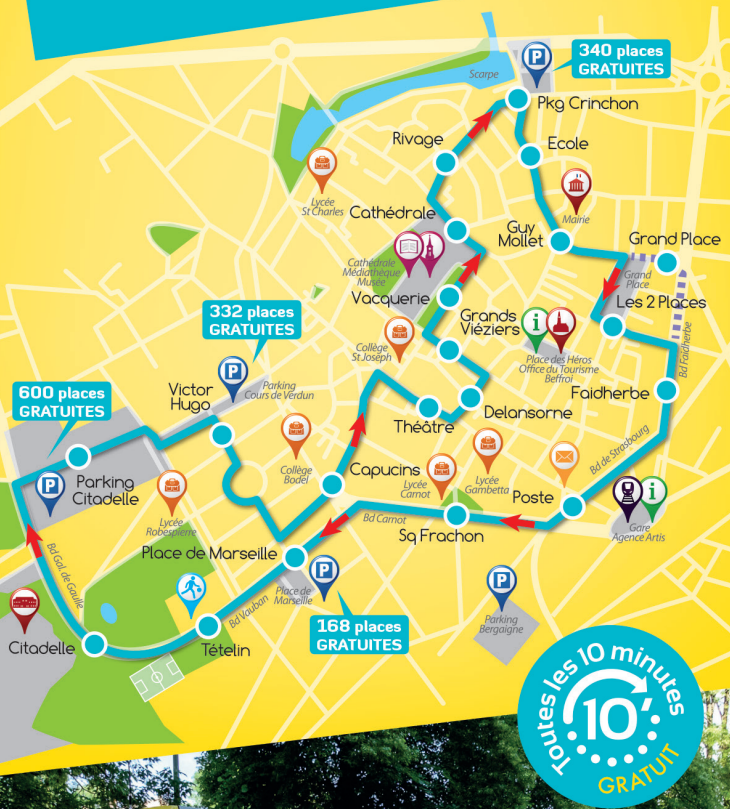 340 places
GRATUITES
Scarpe
Pkg Crinchon
Rivage
Ecole
Lycée
St Charles
Cathédrale
Mairie
Guy
Mollet
Grand Place
Cathédrale
Médiathèque
Musée
Grand
Place
Vacquerie
Les 2 Places
332 places
GRATUITES
Grands
Viéziers
Collège
St Joseph
Place des Héros
Office du Tourisme
Beffroi
Bd Faidherbe
600 places
GRATUITES
Victor
Hugo
Parking
Cours de Verdun
Faidherbe
Delansorne
Théâtre
Bd de Strasbourg
Parking
Citadelle
Collège
Bodel
Capucins
Lycée
Carnot
Lycée
Gambetta
Poste
Lycée
Robespierre
Bd Carnot
Sq Frachon
Gare
Agence Artis
Place de Marseille
Bd Gal. de Gaulle
Place de
Marseille
Bd Vauban
168 places
GRATUITES
Parking
Bergaigne
Citadelle
Tételin
Toutes les 10 minutes
10'
GRATUIT